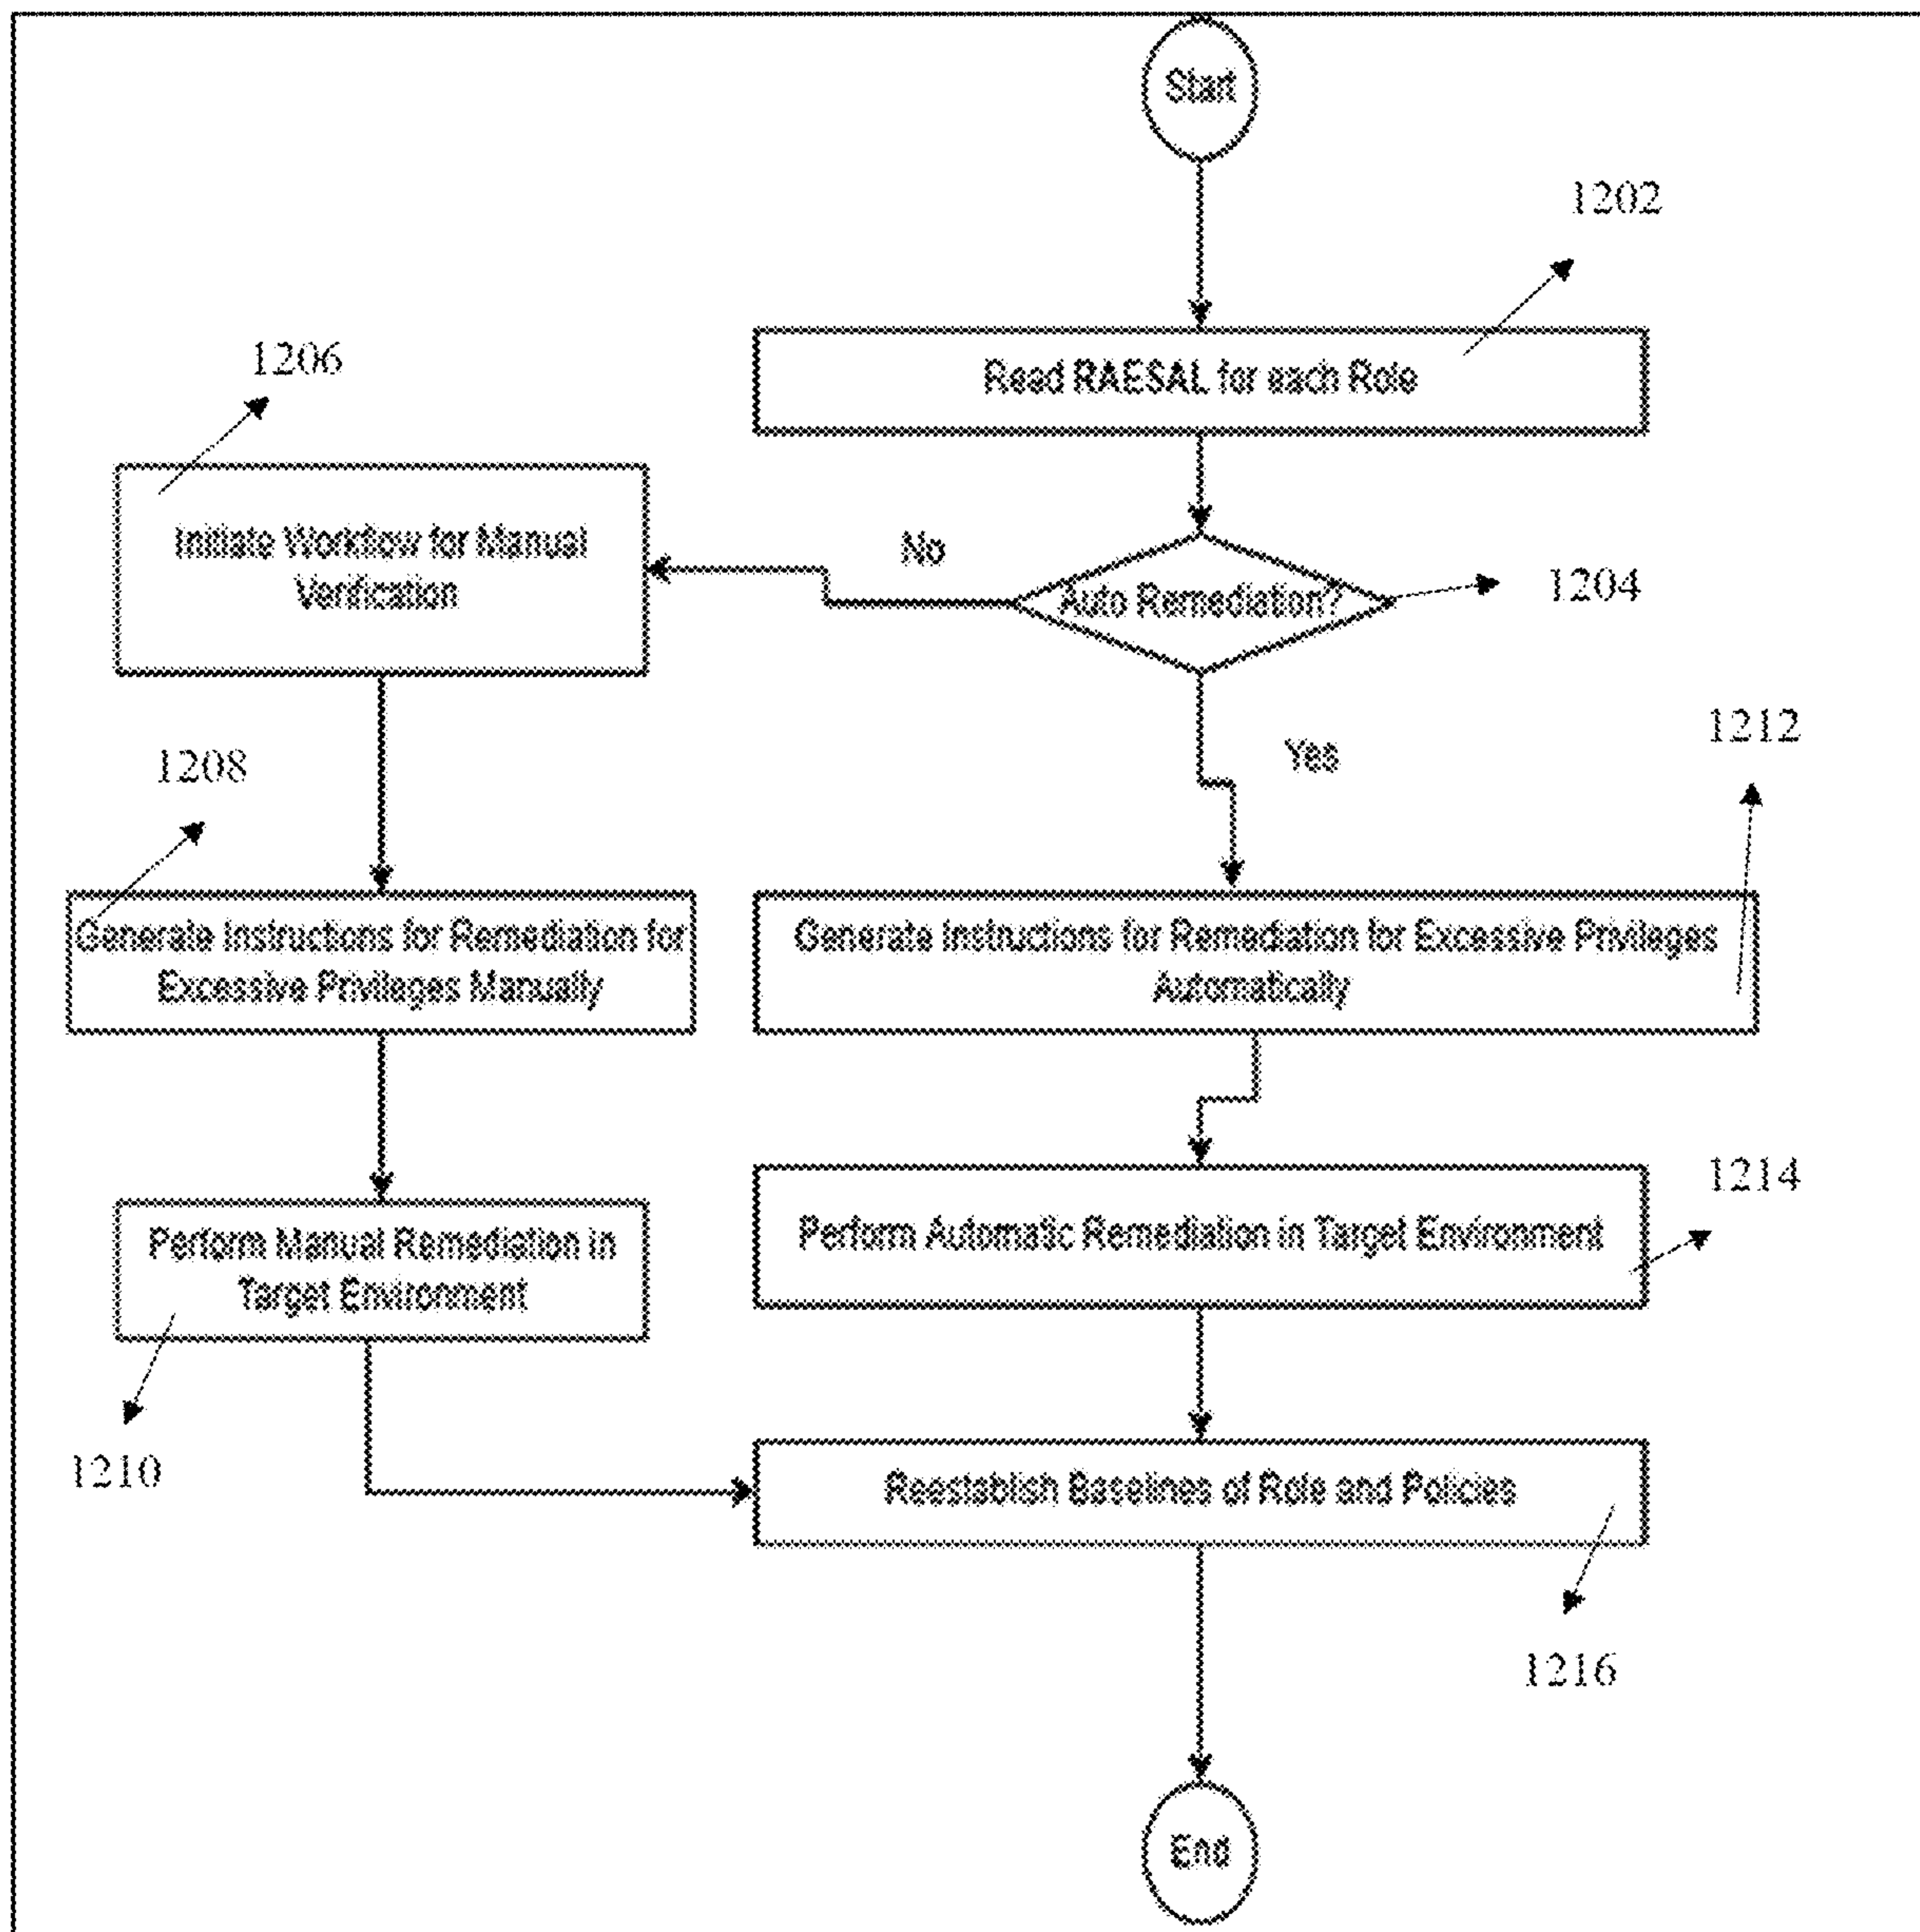 Start
1202
Read RAESAL for each Role
1206
Initiate Workflow for Manual
Verification
No
Auto Remediation?
1204
Yes
1212
1208
Generate Instructions for Remediation for
Excessive Privileges Manually
Generate Instructions for Remediation for Excessive Privileges
Automatically
1214
Perform Manual Remediation in
Target Environment
Perform Automatic Remediation in Target Environment
1210
Reestablish Baselines of Role and Policies
1216
End